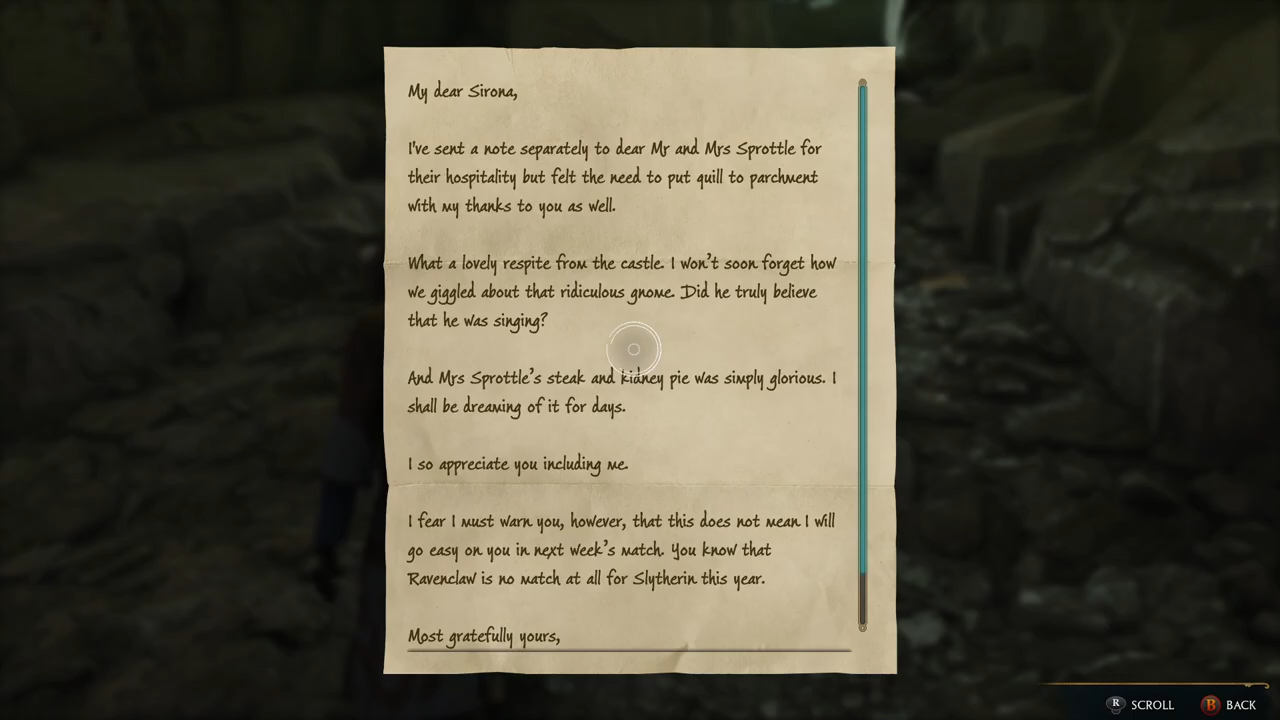 My dear Sirona,
I've sent a note separately to dear Mr and Mrs Sprottle for
their hospitality but felt the need to put quill to parchment
with my thanks to you as well.
What a lovely respite from the castle. I won't soon forget how
we giggled about that ridiculous gnome. Did he truly believe
that he was singing?
And Mrs Sprottle's steak and kidney pie was simply glorious. I
shall be dreaming of it for days.
I so appreciate you including me.
I fear I must warn you, however, that this does not mean I will
go easy on you in next week's match. You know that
Ravenclaw is no match at all for Slytherin this year.
Most gratefully yours,
R SCROLL B BACK